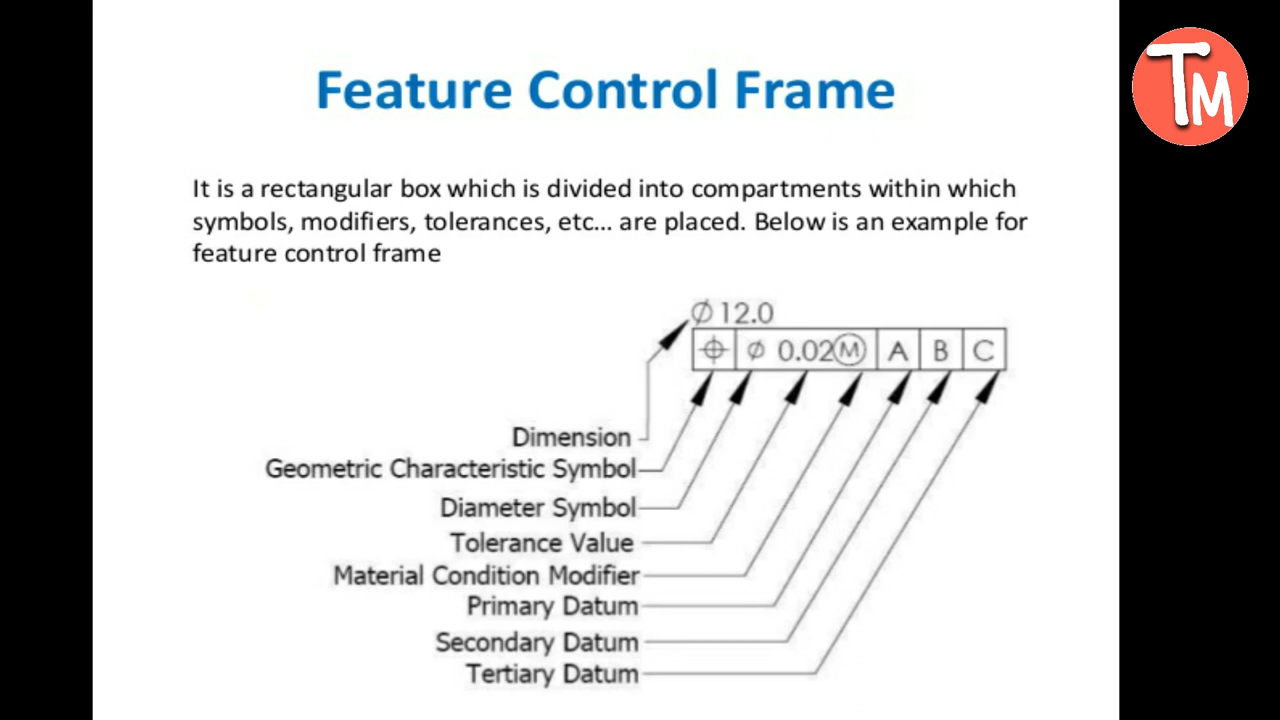 Feature Control Frame
TM
It is a rectangular box which is divided into compartments within which
symbols, modifiers, tolerances, etc... are placed. Below is an example for
feature control frame
∅ 12.0
⌖ ∅ 0.02Ⓜ A B C
Dimension
Geometric Characteristic Symbol
Diameter Symbol
Tolerance Value
Material Condition Modifier
Primary Datum
Secondary Datum
Tertiary Datum